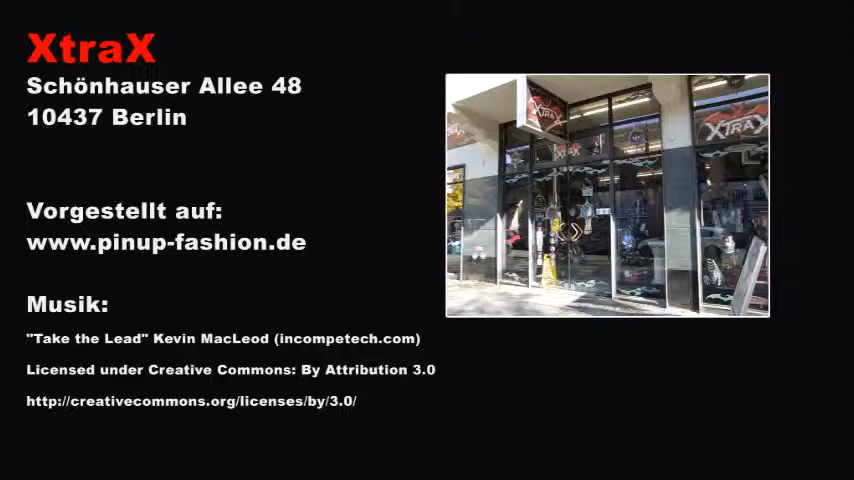 XtraX
Schönhauser Allee 48
10437 Berlin
Vorgestellt auf:
www.pinup-fashion.de
Musik:
"Take the Lead" Kevin MacLeod (incompetech.com)
Licensed under Creative Commons: By Attribution 3.0
http://creativecommons.org/licenses/by/3.0/
XTRAX
XTRAX
XTRAX